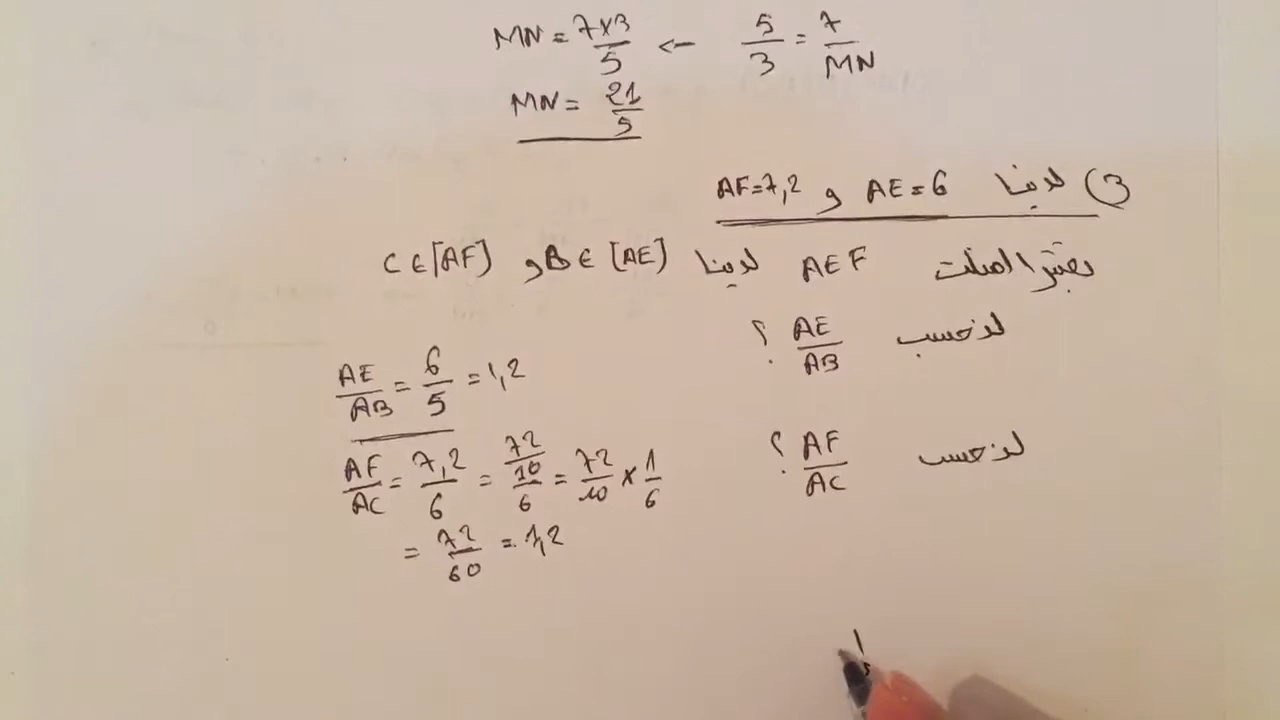 5/3 = 7/MN ← MN = 7×3/5
MN = 21/5
3) لدينا AE=6 و AF=7,2
نعتبر المثلث AEF لدينا B∈[AE] و C∈[AF]
لنحسب AE/AB ؟
AE/AB = 6/5 = 1,2
لنحسب AF/AC ؟
AF/AC = 7,2/6 = (72/10)/6 = 72/10 × 1/6
= 72/60 = 1,2